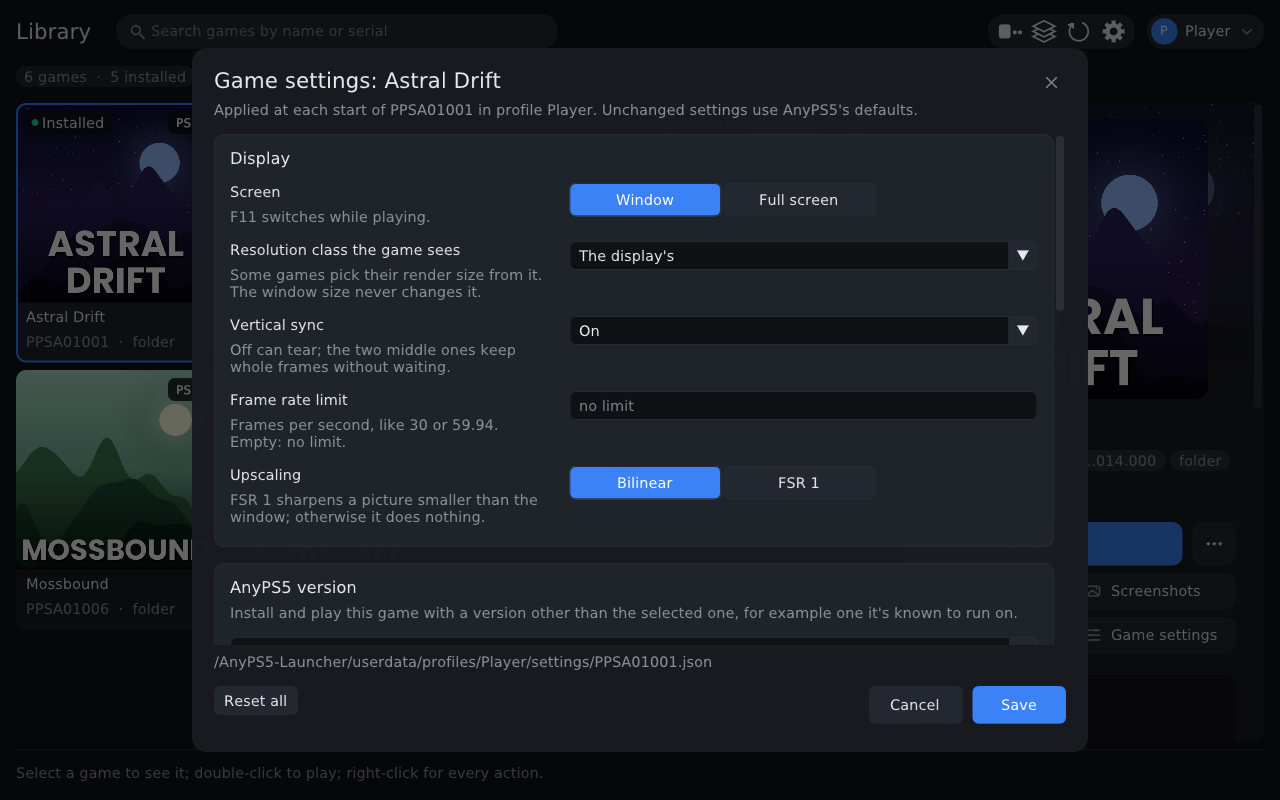 Library
Search games by name or serial
P
Player
6 games · 5 installed
Game settings: Astral Drift
Applied at each start of PPSA01001 in profile Player. Unchanged settings use AnyPS5's defaults.
Installed
PS
ASTRAL
DRIFT
Astral Drift
PPSA01001 · folder
PS
MOSSBOUND
Mossbound
PPSA01006 · folder
Display
Screen
F11 switches while playing.
Window
Full screen
Resolution class the game sees
Some games pick their render size from it.
The window size never changes it.
The display's
Vertical sync
Off can tear; the two middle ones keep
whole frames without waiting.
On
Frame rate limit
Frames per second, like 30 or 59.94.
Empty: no limit.
no limit
Upscaling
FSR 1 sharpens a picture smaller than the
window; otherwise it does nothing.
Bilinear
FSR 1
AnyPS5 version
Install and play this game with a version other than the selected one, for example one it's known to run on.
/AnyPS5-Launcher/userdata/profiles/Player/settings/PPSA01001.json
Reset all
Cancel
Save
RAL
FT
.014.000
folder
Screenshots
Game settings
Select a game to see it; double-click to play; right-click for every action.